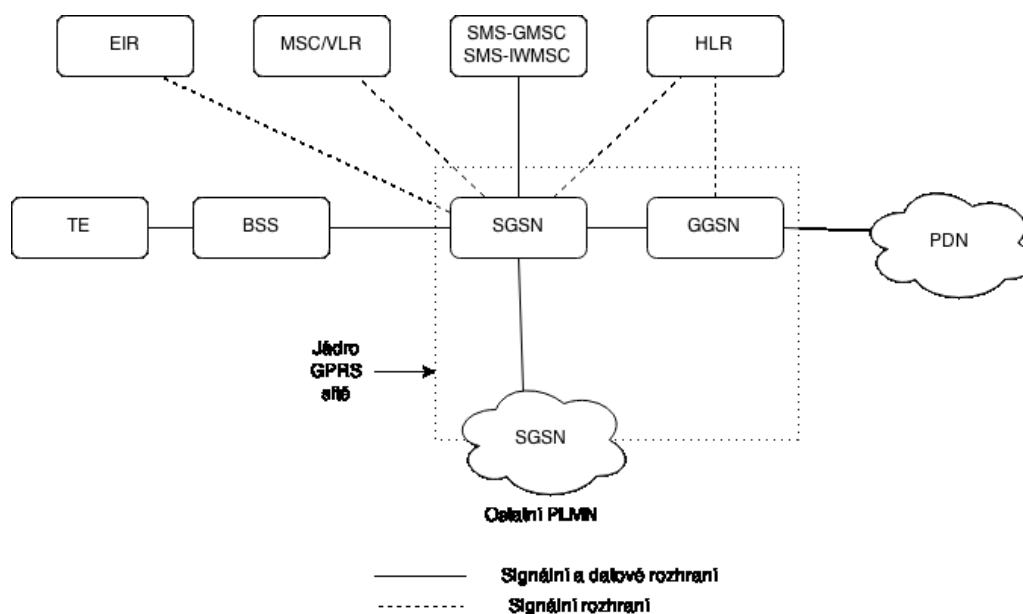 EIR
MSC/VLR
SMS-GMSC
SMS-IWMSC
HLR
TE
BSS
SGSN
GGSN
PDN
Jádro
GPRS
sítě
SGSN
Ostatní PLMN
Signální a datové rozhraní
Signální rozhraní